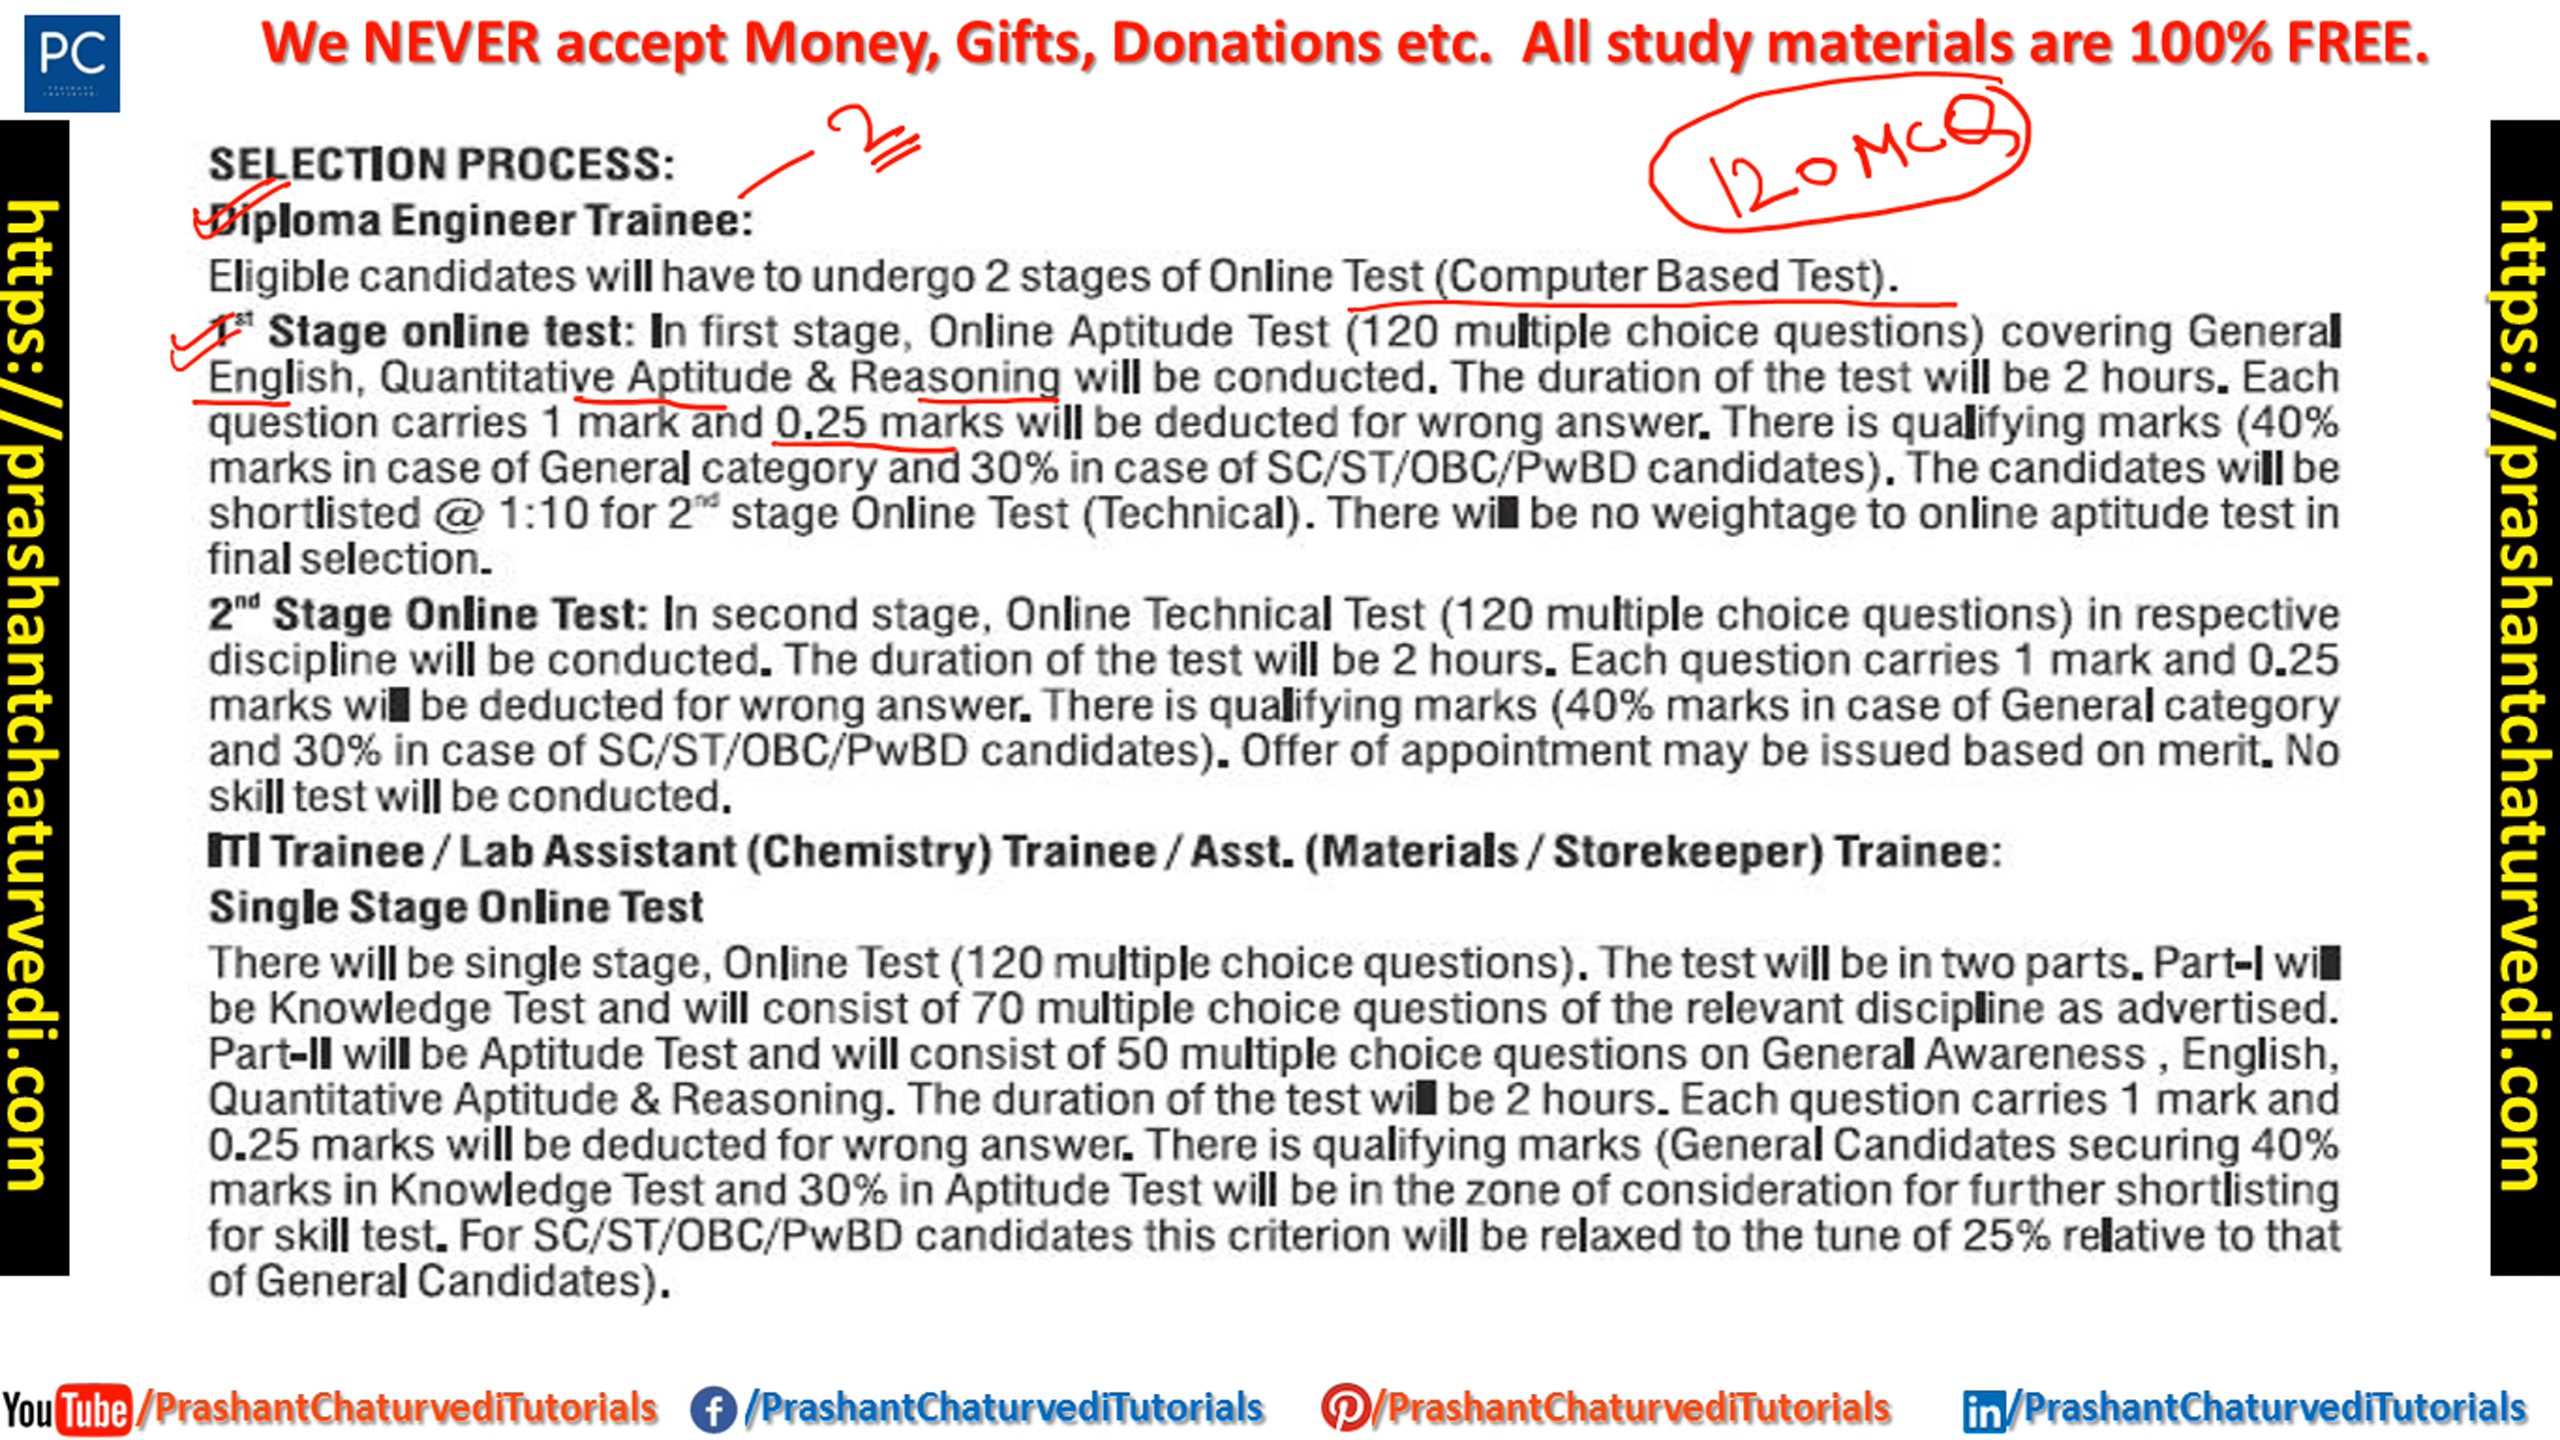 PC
PRASHANT
CHATURVEDI
We NEVER accept Money, Gifts, Donations etc. All study materials are 100% FREE.
2
120 MCQ
SELECTION PROCESS:
Diploma Engineer Trainee:
Eligible candidates will have to undergo 2 stages of Online Test (Computer Based Test).
1st Stage online test: In first stage, Online Aptitude Test (120 multiple choice questions) covering General
English, Quantitative Aptitude & Reasoning will be conducted. The duration of the test will be 2 hours. Each
question carries 1 mark and 0.25 marks will be deducted for wrong answer. There is qualifying marks (40%
marks in case of General category and 30% in case of SC/ST/OBC/PwBD candidates). The candidates will be
shortlisted @ 1:10 for 2nd stage Online Test (Technical). There will be no weightage to online aptitude test in
final selection.
2nd Stage Online Test: In second stage, Online Technical Test (120 multiple choice questions) in respective
discipline will be conducted. The duration of the test will be 2 hours. Each question carries 1 mark and 0.25
marks will be deducted for wrong answer. There is qualifying marks (40% marks in case of General category
and 30% in case of SC/ST/OBC/PwBD candidates). Offer of appointment may be issued based on merit. No
skill test will be conducted.
ITI Trainee / Lab Assistant (Chemistry) Trainee / Asst. (Materials / Storekeeper) Trainee:
Single Stage Online Test
There will be single stage, Online Test (120 multiple choice questions). The test will be in two parts. Part-I will
be Knowledge Test and will consist of 70 multiple choice questions of the relevant discipline as advertised.
Part-II will be Aptitude Test and will consist of 50 multiple choice questions on General Awareness , English,
Quantitative Aptitude & Reasoning. The duration of the test will be 2 hours. Each question carries 1 mark and
0.25 marks will be deducted for wrong answer. There is qualifying marks (General Candidates securing 40%
marks in Knowledge Test and 30% in Aptitude Test will be in the zone of consideration for further shortlisting
for skill test. For SC/ST/OBC/PwBD candidates this criterion will be relaxed to the tune of 25% relative to that
of General Candidates).
https://prashantchaturvedi.com
https://prashantchaturvedi.com
YouTube /PrashantChaturvediTutorials f /PrashantChaturvediTutorials /PrashantChaturvediTutorials in/PrashantChaturvediTutorials